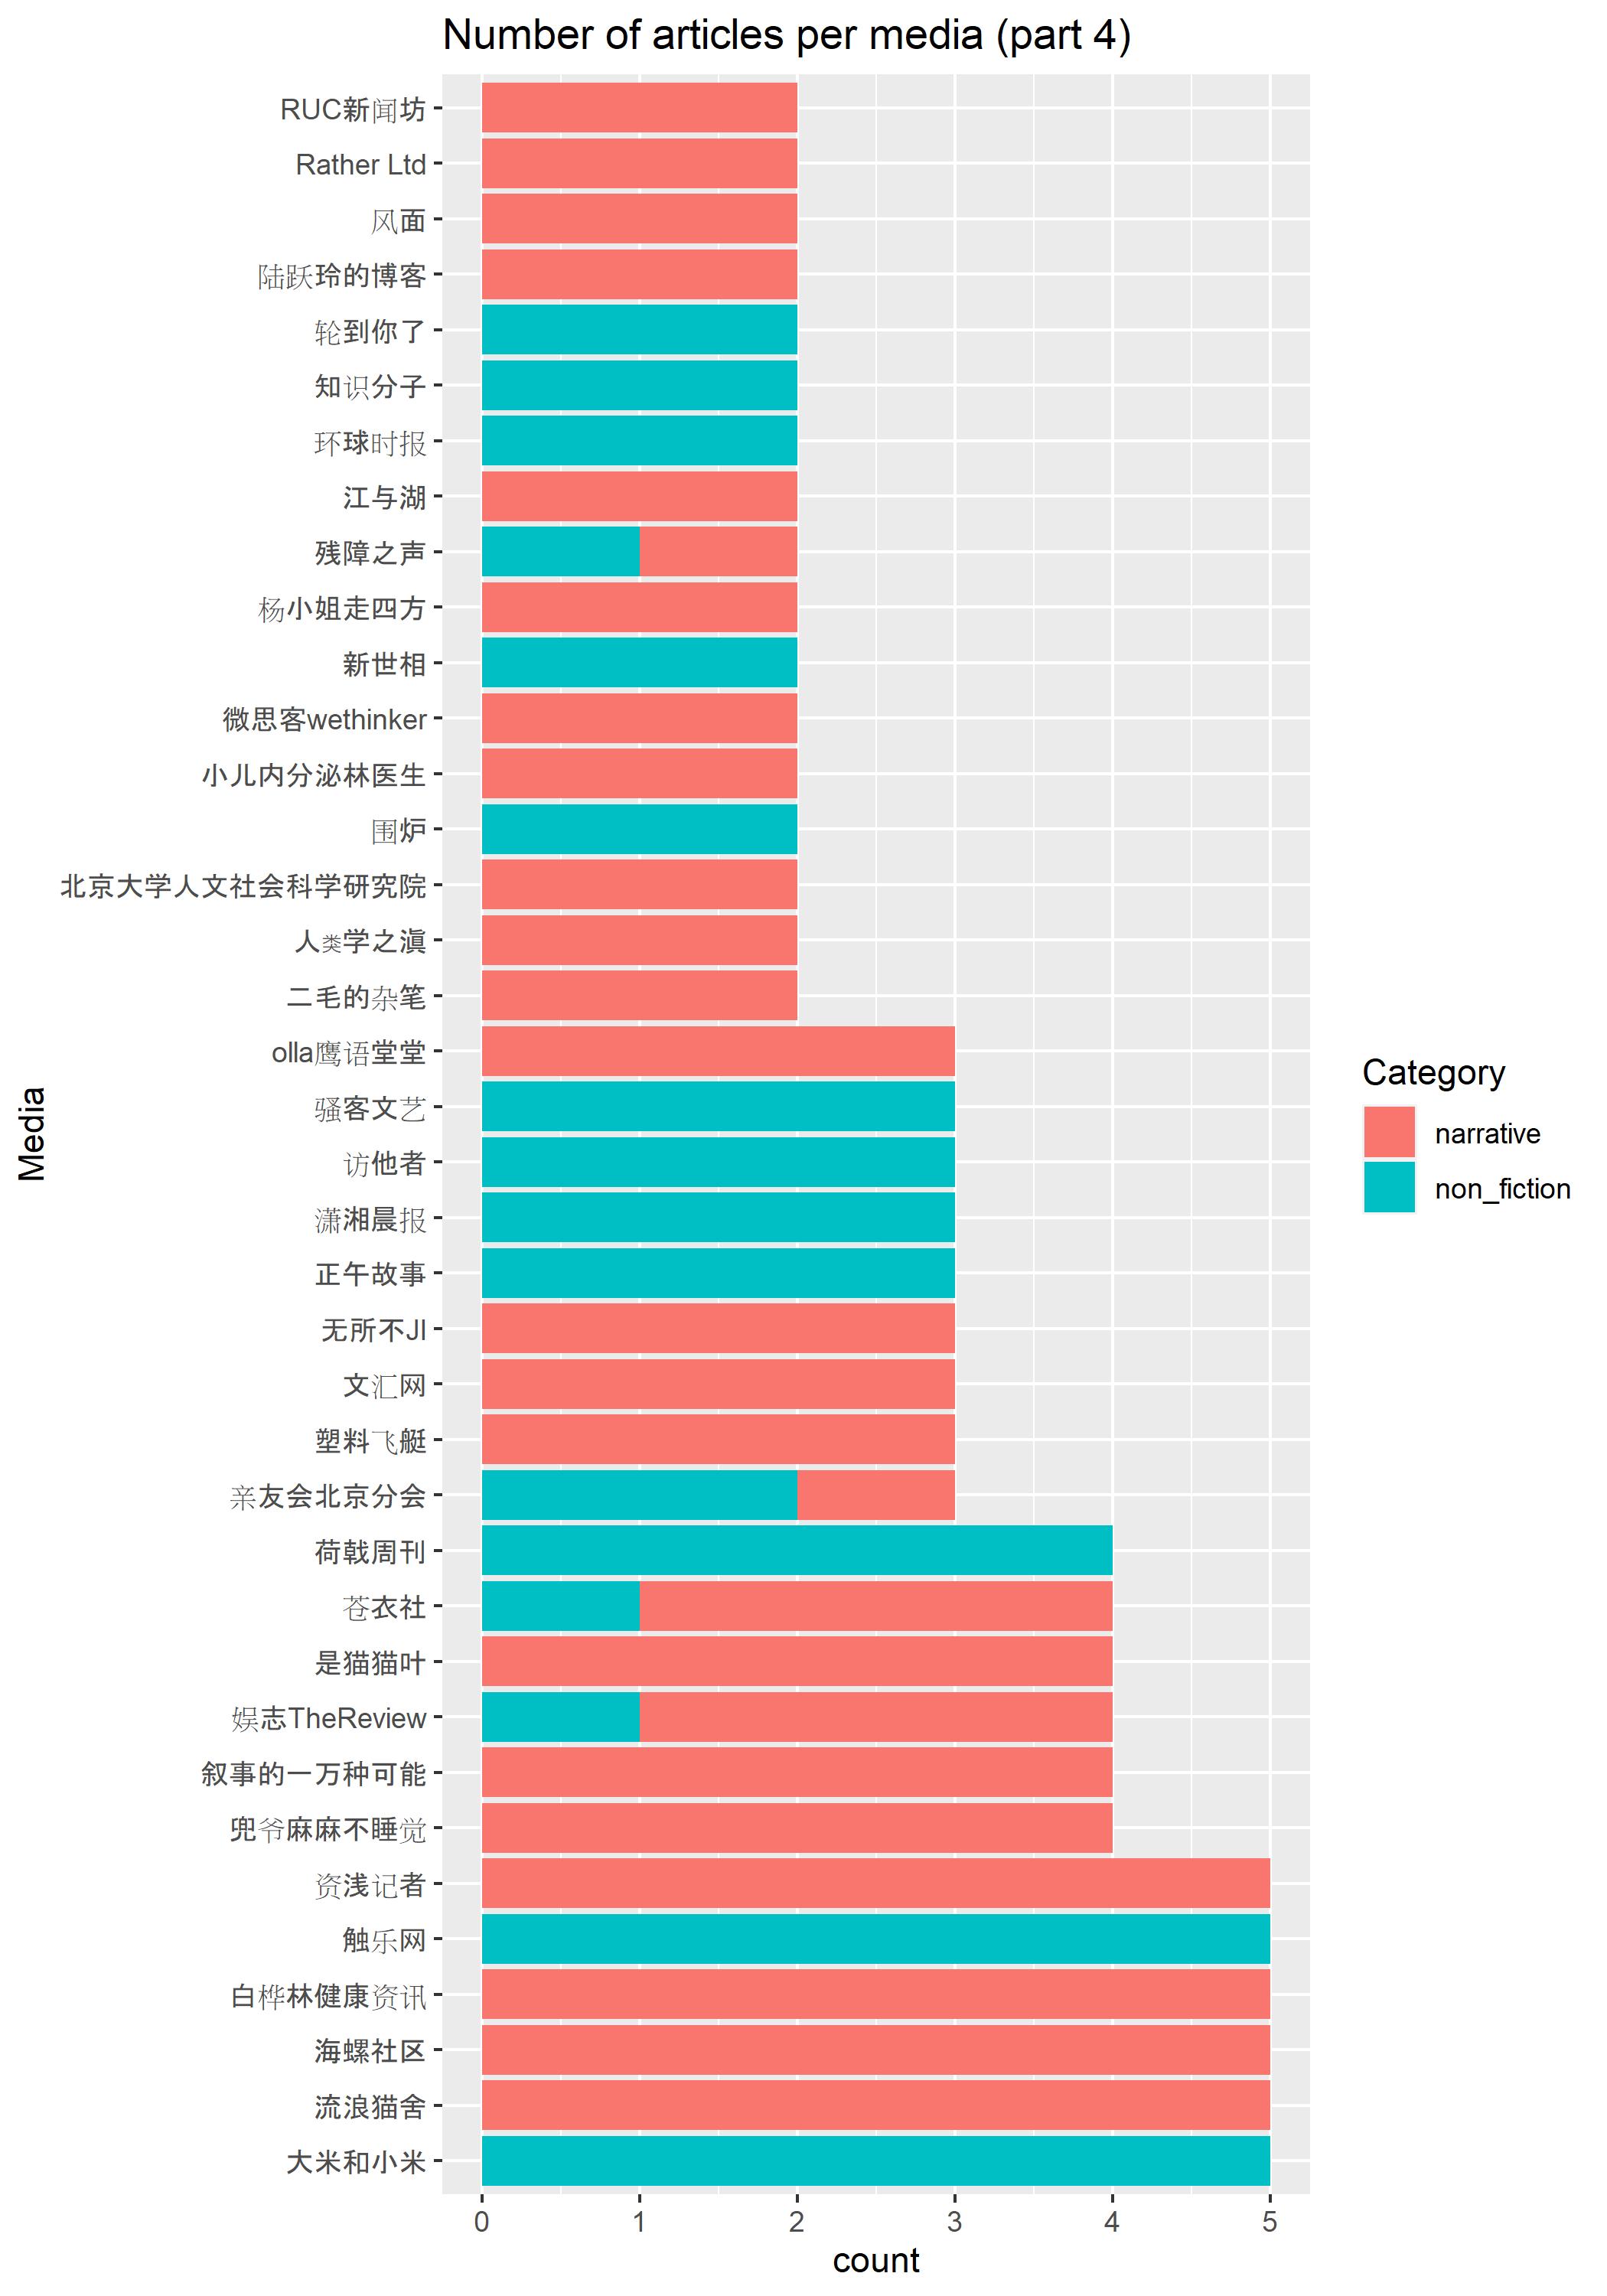 Number of articles per media (part 4)
RUC新闻坊
Rather Ltd
风面
陆跃玲的博客
轮到你了
知识分子
环球时报
江与湖
残障之声
杨小姐走四方
新世相
微思客wethinker
小儿内分泌林医生
围炉
北京大学人文社会科学研究院
人类学之滇
二毛的杂笔
olla鹰语堂堂
骚客文艺
访他者
潇湘晨报
正午故事
无所不JI
文汇网
塑料飞艇
亲友会北京分会
荷戟周刊
苍衣社
是猫猫叶
娱志TheReview
叙事的一万种可能
兜爷麻麻不睡觉
资浅记者
触乐网
白桦林健康资讯
海螺社区
流浪猫舍
大米和小米
Media
0 1 2 3 4 5
count
Category
narrative
non_fiction